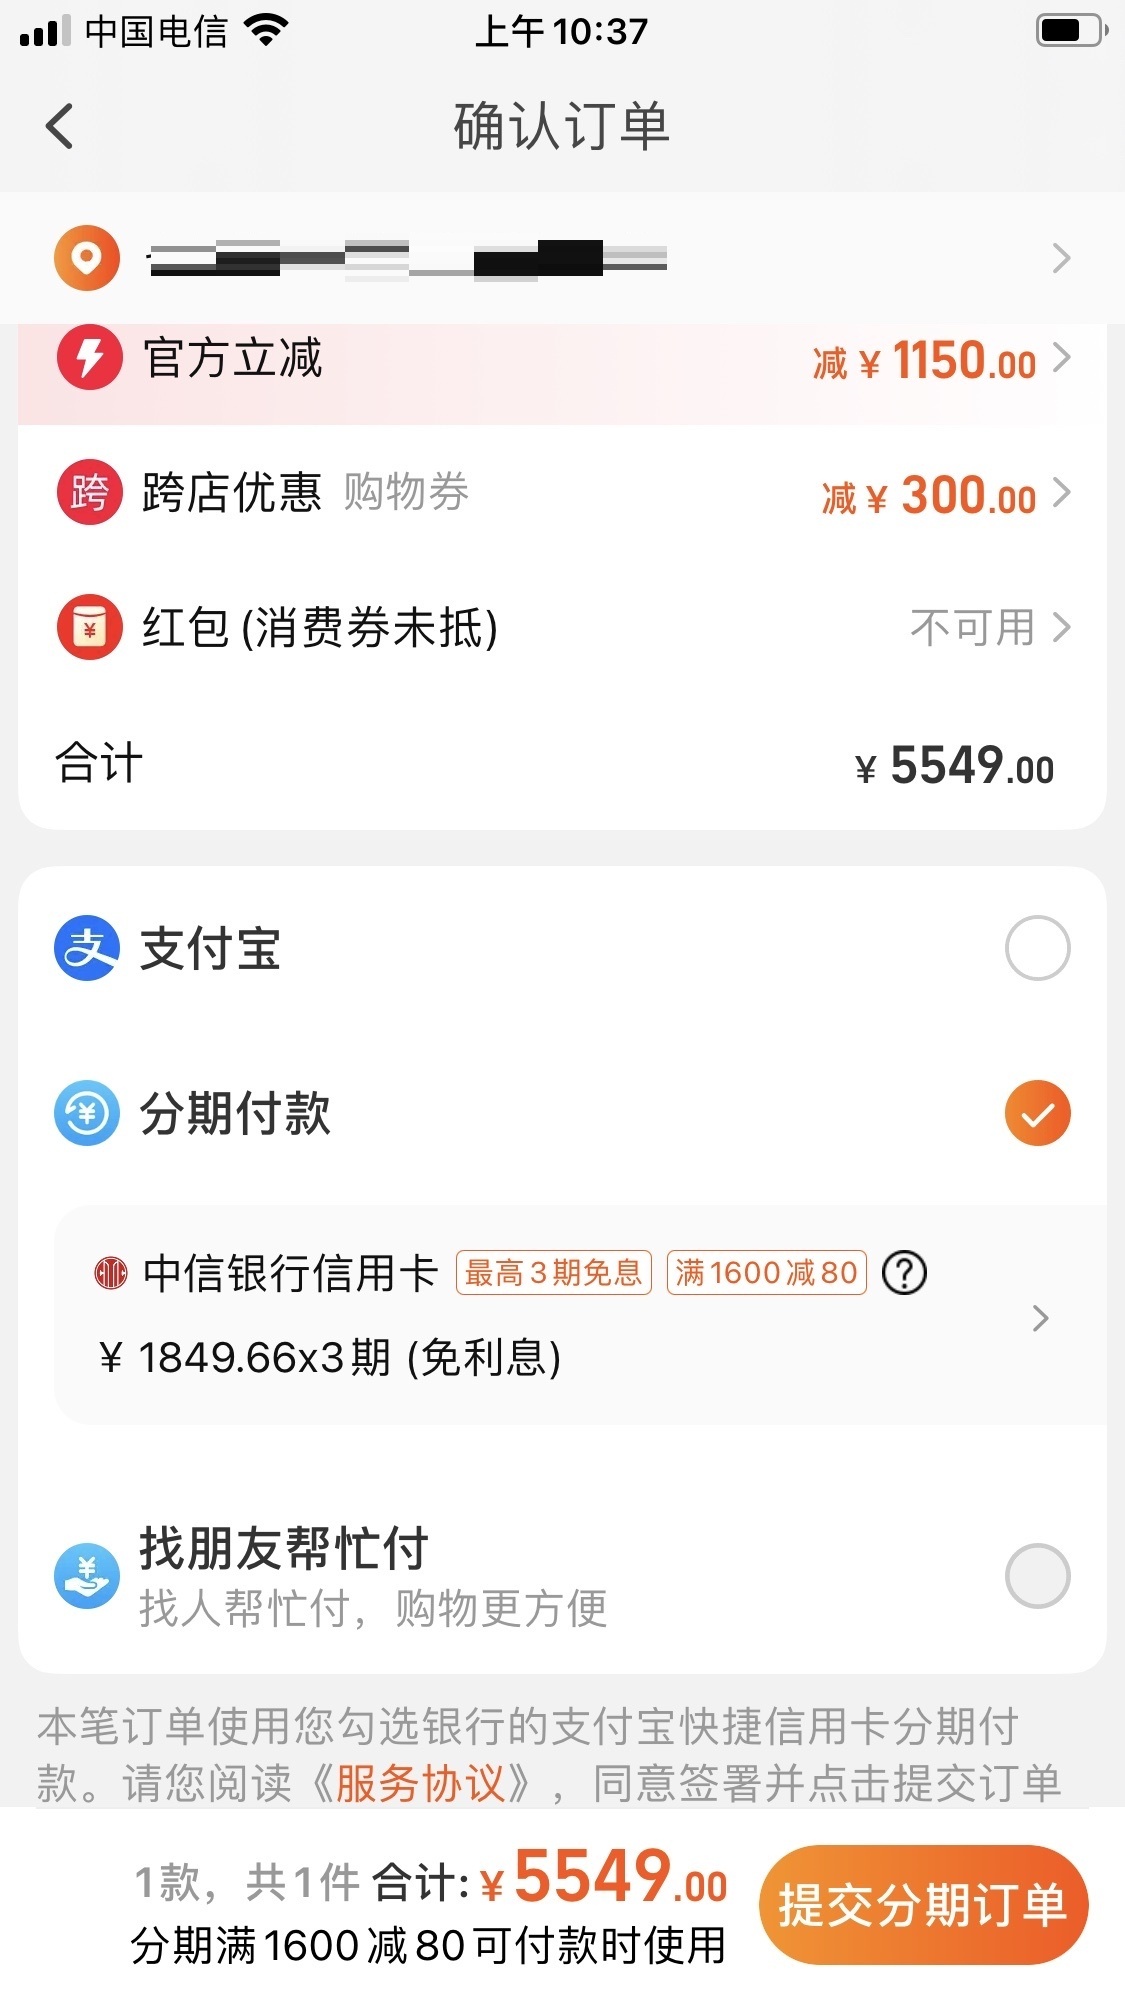 中国电信 上午10:37
确认订单
官方立减 减 ¥ 1150.00
跨 跨店优惠 购物券 减 ¥ 300.00
¥ 红包 (消费券未抵) 不可用
合计 ¥ 5549.00
支 支付宝
¥ 分期付款
中信银行信用卡 最高3期免息 满1600减80 ?
¥ 1849.66x3期 (免利息)
¥ 找朋友帮忙付
找人帮忙付，购物更方便
本笔订单使用您勾选银行的支付宝快捷信用卡分期付
款。请您阅读《服务协议》，同意签署并点击提交订单
1款，共1件 合计: ¥ 5549.00
分期满1600减80可付款时使用
提交分期订单